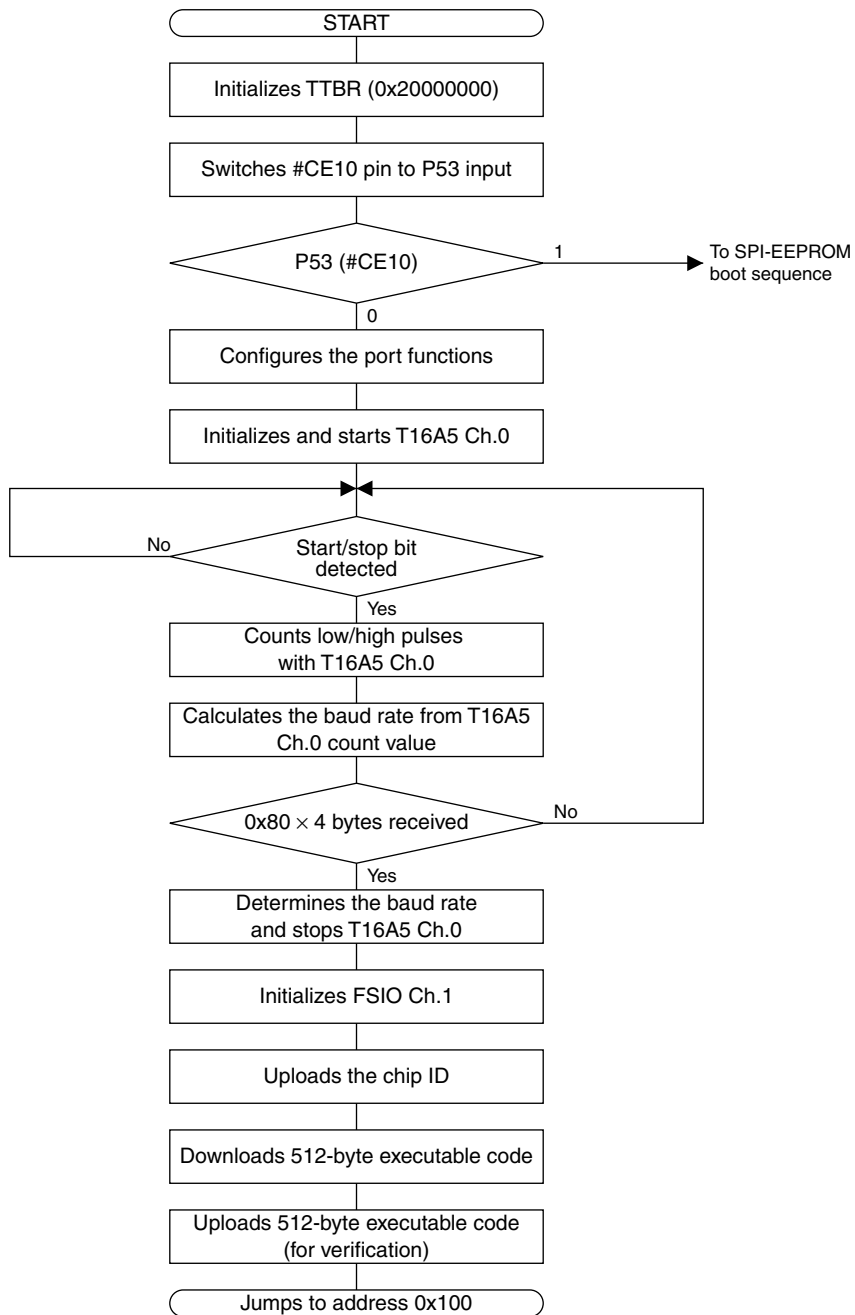 START
Initializes TTBR (0x20000000)
Switches #CE10 pin to P53 input
P53 (#CE10)
1
To SPI-EEPROM
boot sequence
0
Configures the port functions
Initializes and starts T16A5 Ch.0
No
Start/stop bit
detected
Yes
Counts low/high pulses
with T16A5 Ch.0
Calculates the baud rate from T16A5
Ch.0 count value
0x80 × 4 bytes received
No
Yes
Determines the baud rate
and stops T16A5 Ch.0
Initializes FSIO Ch.1
Uploads the chip ID
Downloads 512-byte executable code
Uploads 512-byte executable code
(for verification)
Jumps to address 0x100